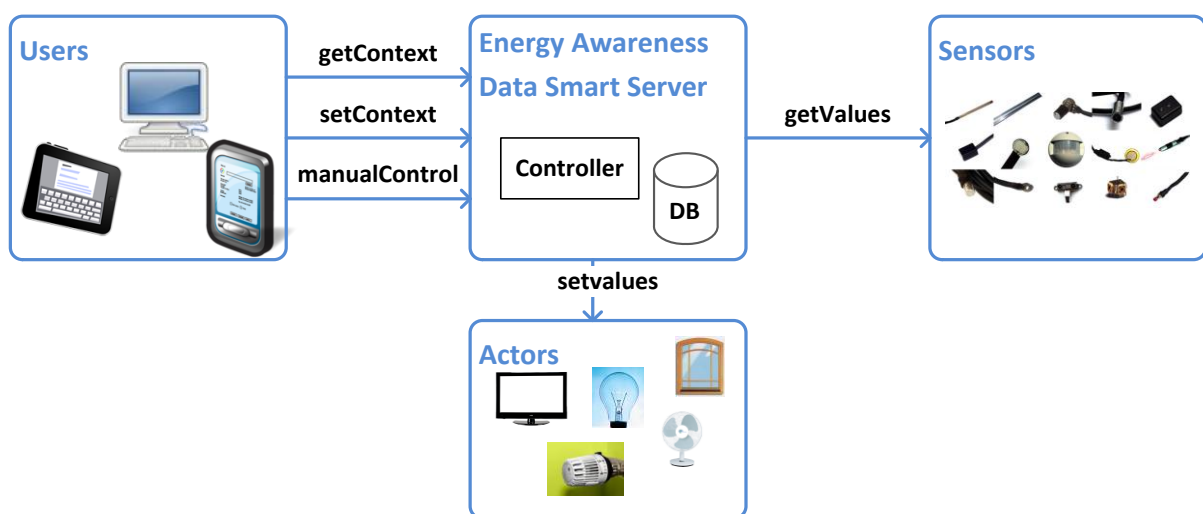 Users
getContext
setContext
manualControl
Energy Awareness
Data Smart Server
Controller
DB
getValues
Sensors
setvalues
Actors